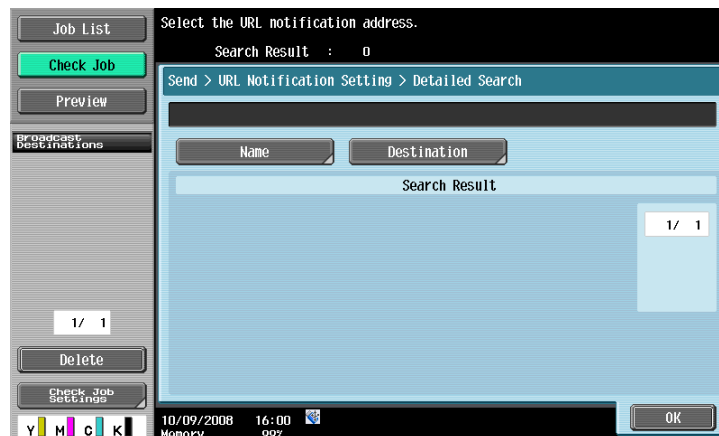 Job List
Check Job
Preview
Broadcast
Destinations
1/ 1
Delete
Check Job
Settings
Y M C K
Select the URL notification address.
Search Result : 0
Send > URL Notification Setting > Detailed Search
Name
Destination
Search Result
1/ 1
10/09/2008 16:00
Memory 99%
OK